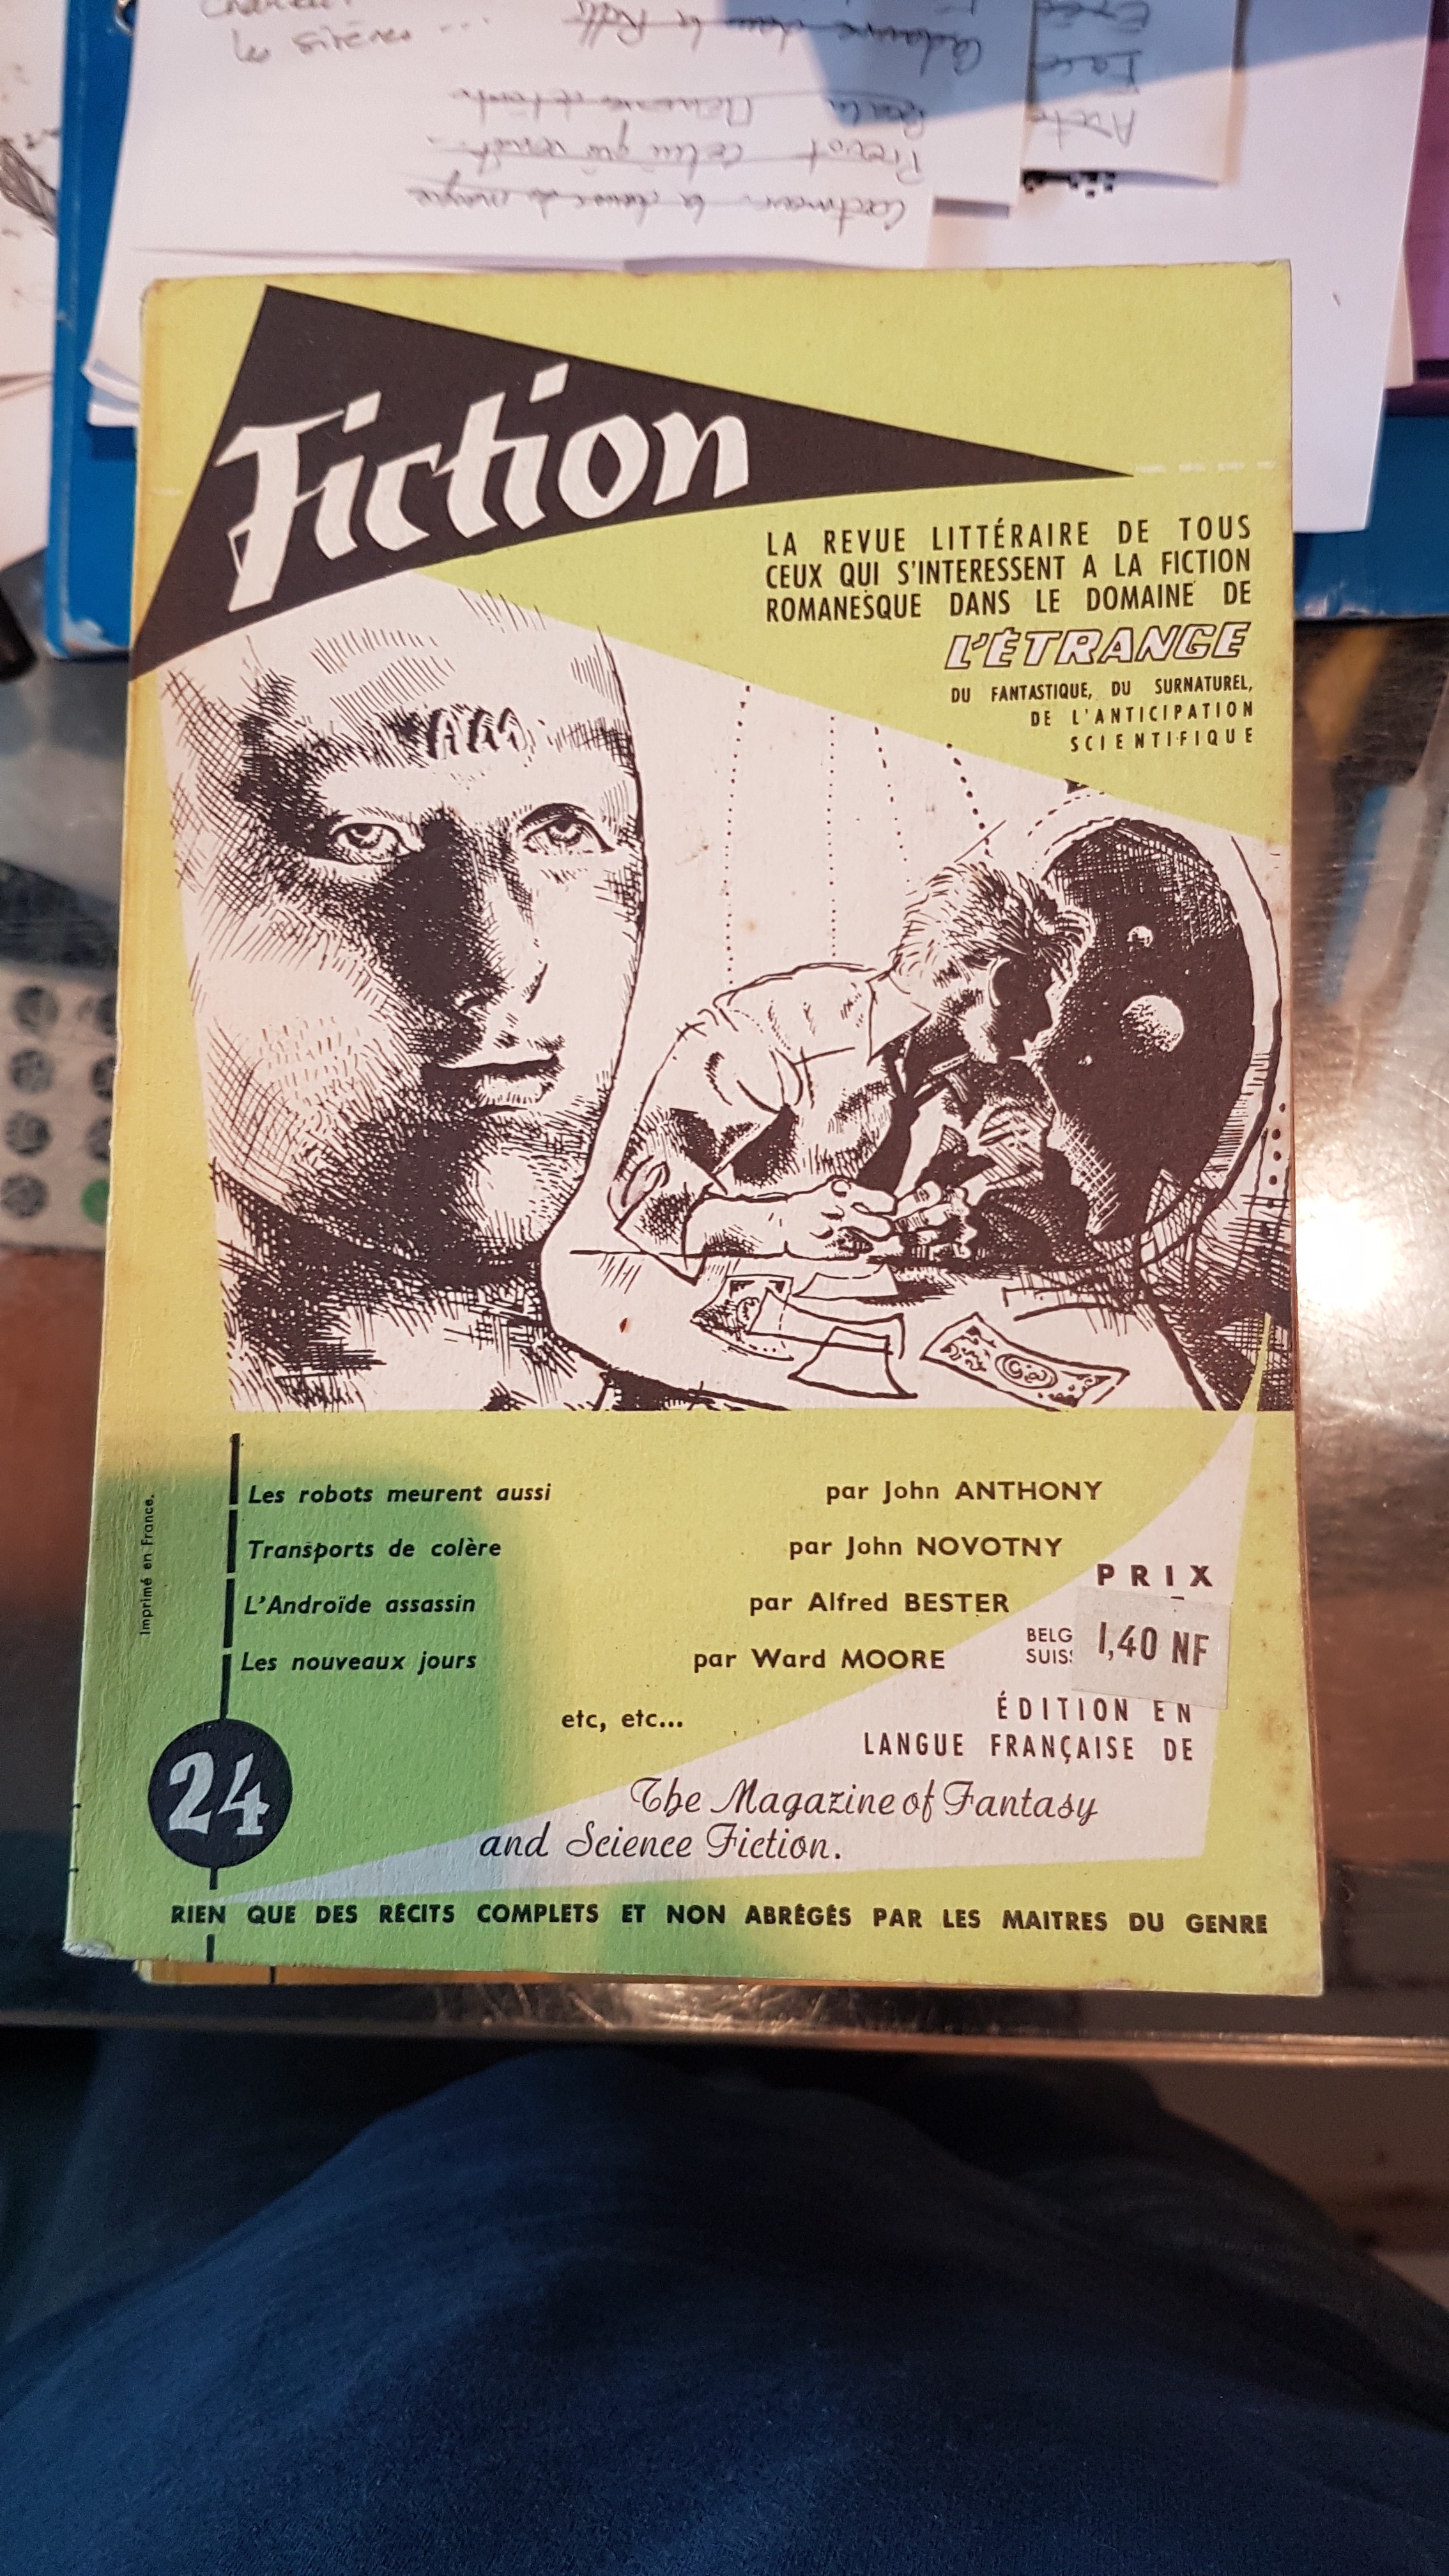 les sirènes ...
Fiction
LA REVUE LITTÉRAIRE DE TOUS
CEUX QUI S'INTERESSENT A LA FICTION
ROMANESQUE DANS LE DOMAINE DE
L'ÉTRANGE
DU FANTASTIQUE, DU SURNATUREL,
DE L'ANTICIPATION
SCIENTIFIQUE
Imprimé en France.
Les robots meurent aussi par John ANTHONY
Transports de colère par John NOVOTNY
L'Androïde assassin par Alfred BESTER
Les nouveaux jours par Ward MOORE
etc, etc...
PRIX
BELG
SUIS
1,40 NF
ÉDITION EN
LANGUE FRANÇAISE DE
The Magazine of Fantasy
and Science Fiction.
24
RIEN QUE DES RÉCITS COMPLETS ET NON ABRÉGÉS PAR LES MAITRES DU GENRE